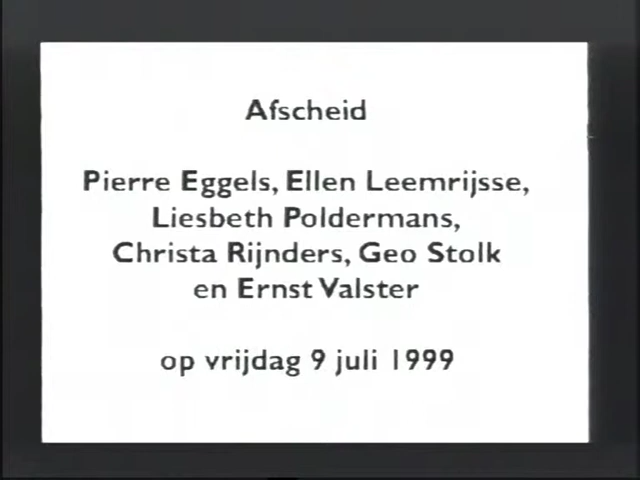 Afscheid
Pierre Eggels, Ellen Leemrijsse,
Liesbeth Poldermans,
Christa Rijnders, Geo Stolk
en Ernst Valster
op vrijdag 9 juli 1999